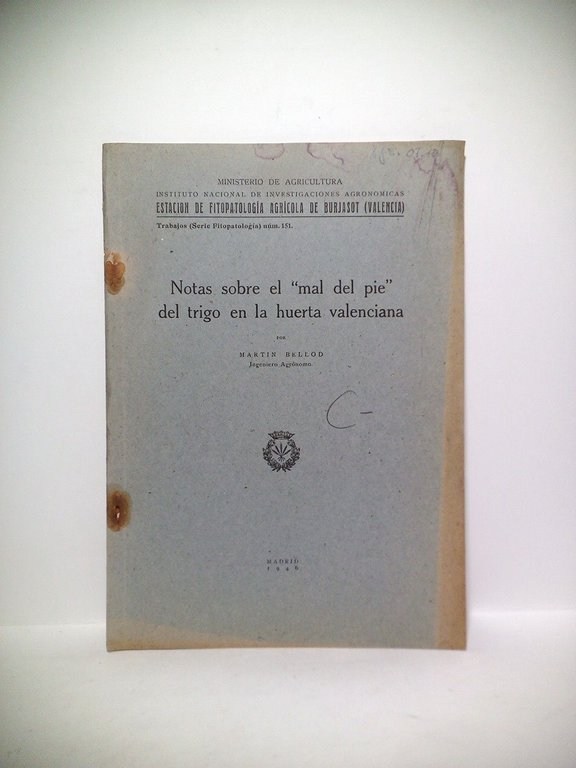 MINISTERIO DE AGRICULTURA
INSTITUTO NACIONAL DE INVESTIGACIONES AGRONOMICAS
ESTACION DE FITOPATOLOGÍA AGRÍCOLA DE BURJASOT (VALENCIA)
Trabajos (Serie Fitopatología) núm. 151.
Notas sobre el "mal del pie"
del trigo en la huerta valenciana
POR
MARTIN BELLOD
Ingeniero Agrónomo.
C-
MADRID
1946